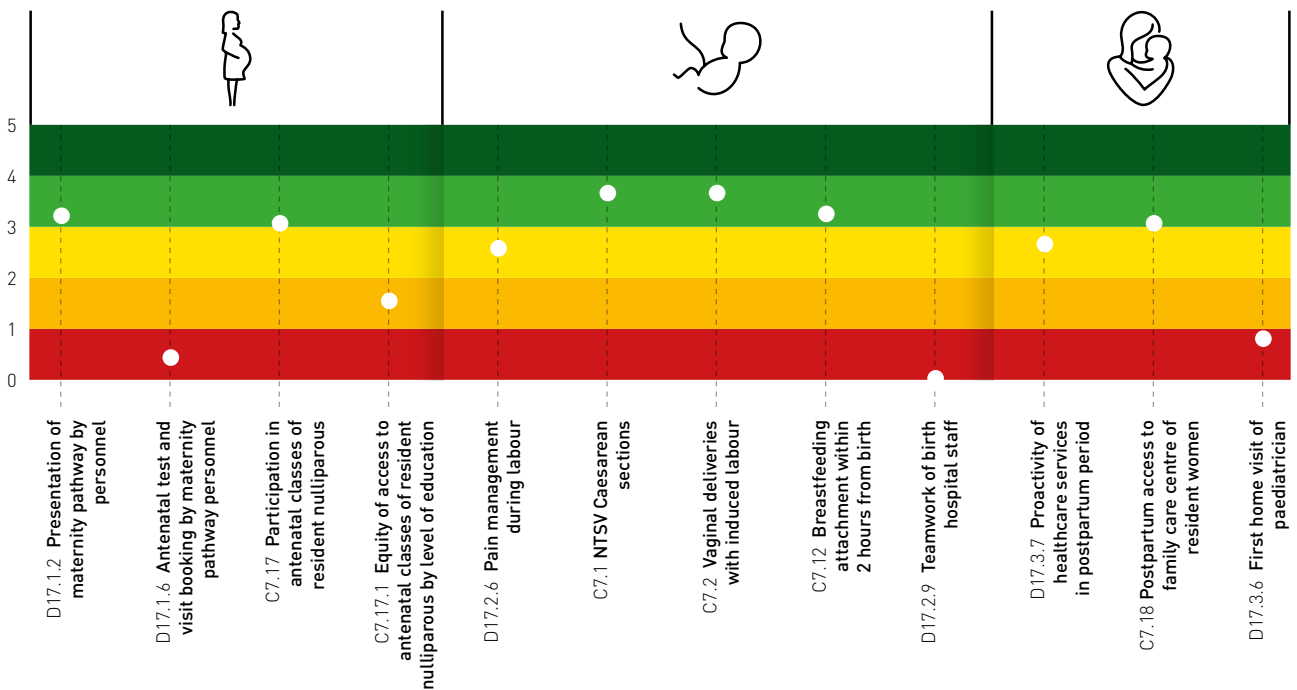 5
4
3
2
1
0
D17.1.2 Presentation of
maternity pathway by
personnel
D17.1.6 Antenatal test and
visit booking by maternity
pathway personnel
C7.17 Participation in
antenatal classes of
resident nulliparous
C7.17.1 Equity of access to
antenatal classes of resident
nulliparous by level of education
D17.2.6 Pain management
during labour
C7.1 NTSV Caesarean
sections
C7.2 Vaginal deliveries
with induced labour
C7.12 Breastfeeding
attachment within
2 hours from birth
D17.2.9 Teamwork of birth
hospital staff
D17.3.7 Proactivity of
healthcare services
in postpartum period
C7.18 Postpartum access to
family care centre of
resident women
D17.3.6 First home visit of
paediatrician